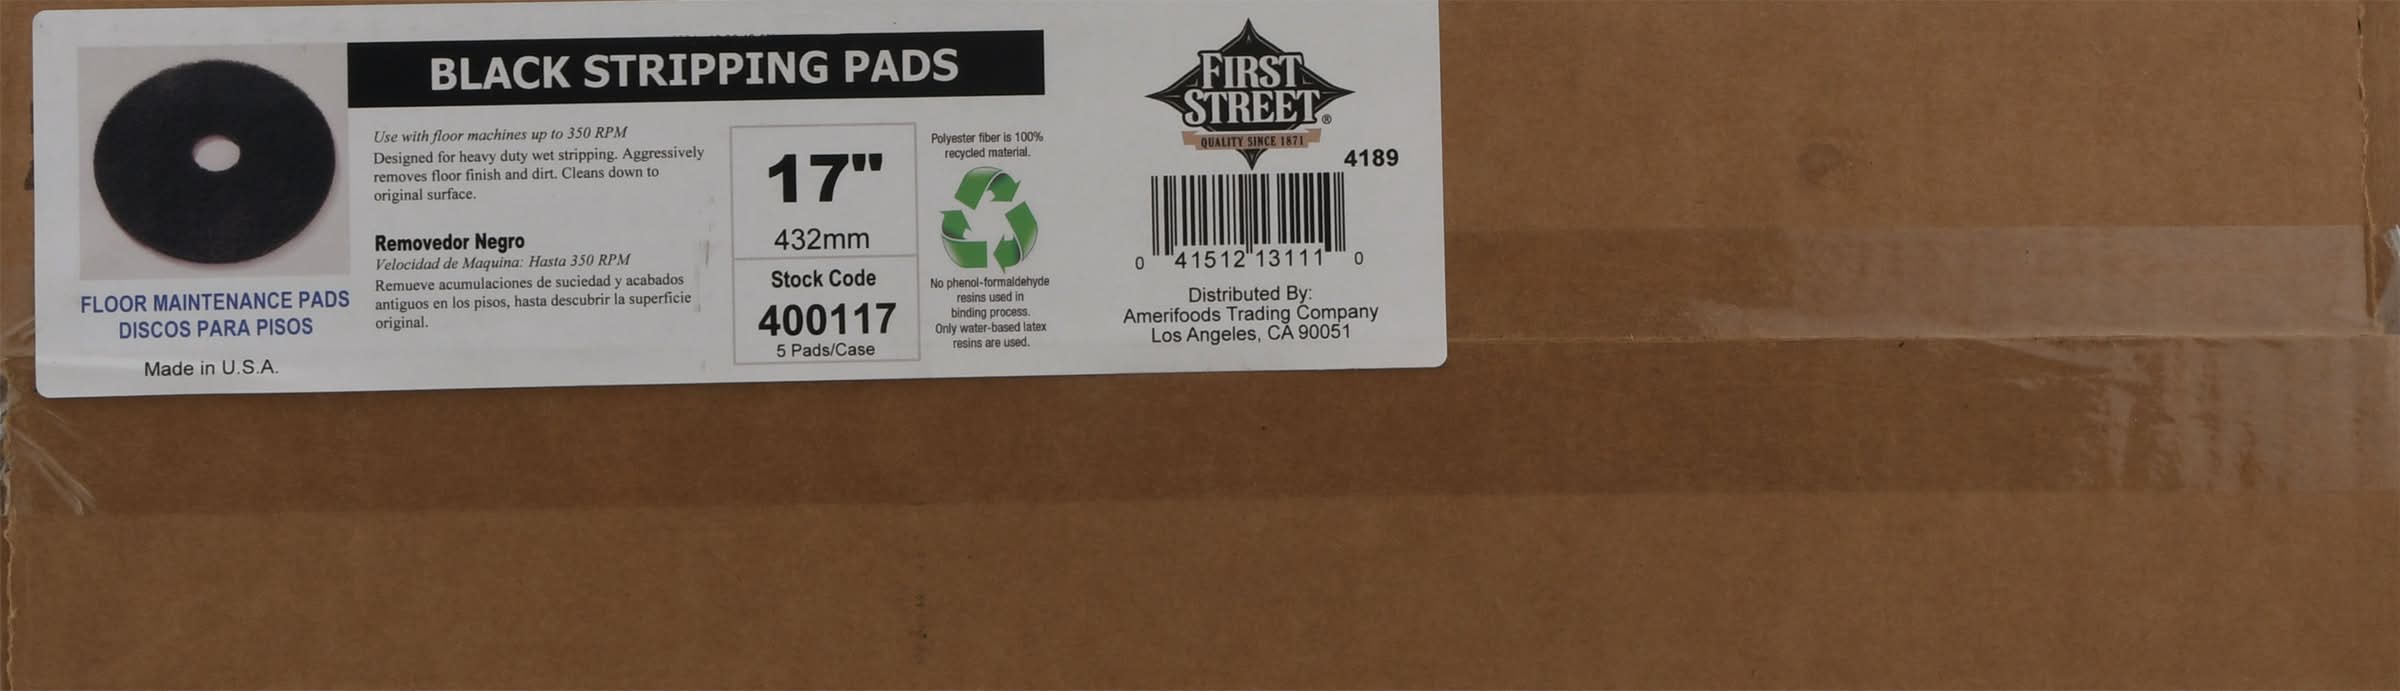 BLACK STRIPPING PADS
Use with floor machines up to 350 RPM
Designed for heavy duty wet stripping. Aggressively
removes floor finish and dirt. Cleans down to
original surface.
Removedor Negro
Velocidad de Maquina: Hasta 350 RPM
Remueve acumulaciones de suciedad y acabados
antiguos en los pisos, hasta descubrir la superficie
original.
FLOOR MAINTENANCE PADS
DISCOS PARA PISOS
Made in U.S.A.
17"
432mm
Stock Code
400117
5 Pads/Case
Polyester fiber is 100%
recycled material.
No phenol-formaldehyde
resins used in
binding process.
Only water-based latex
resins are used.
FIRST
STREET®
QUALITY SINCE 1871
4189
0 41512 13111 0
Distributed By:
Amerifoods Trading Company
Los Angeles, CA 90051